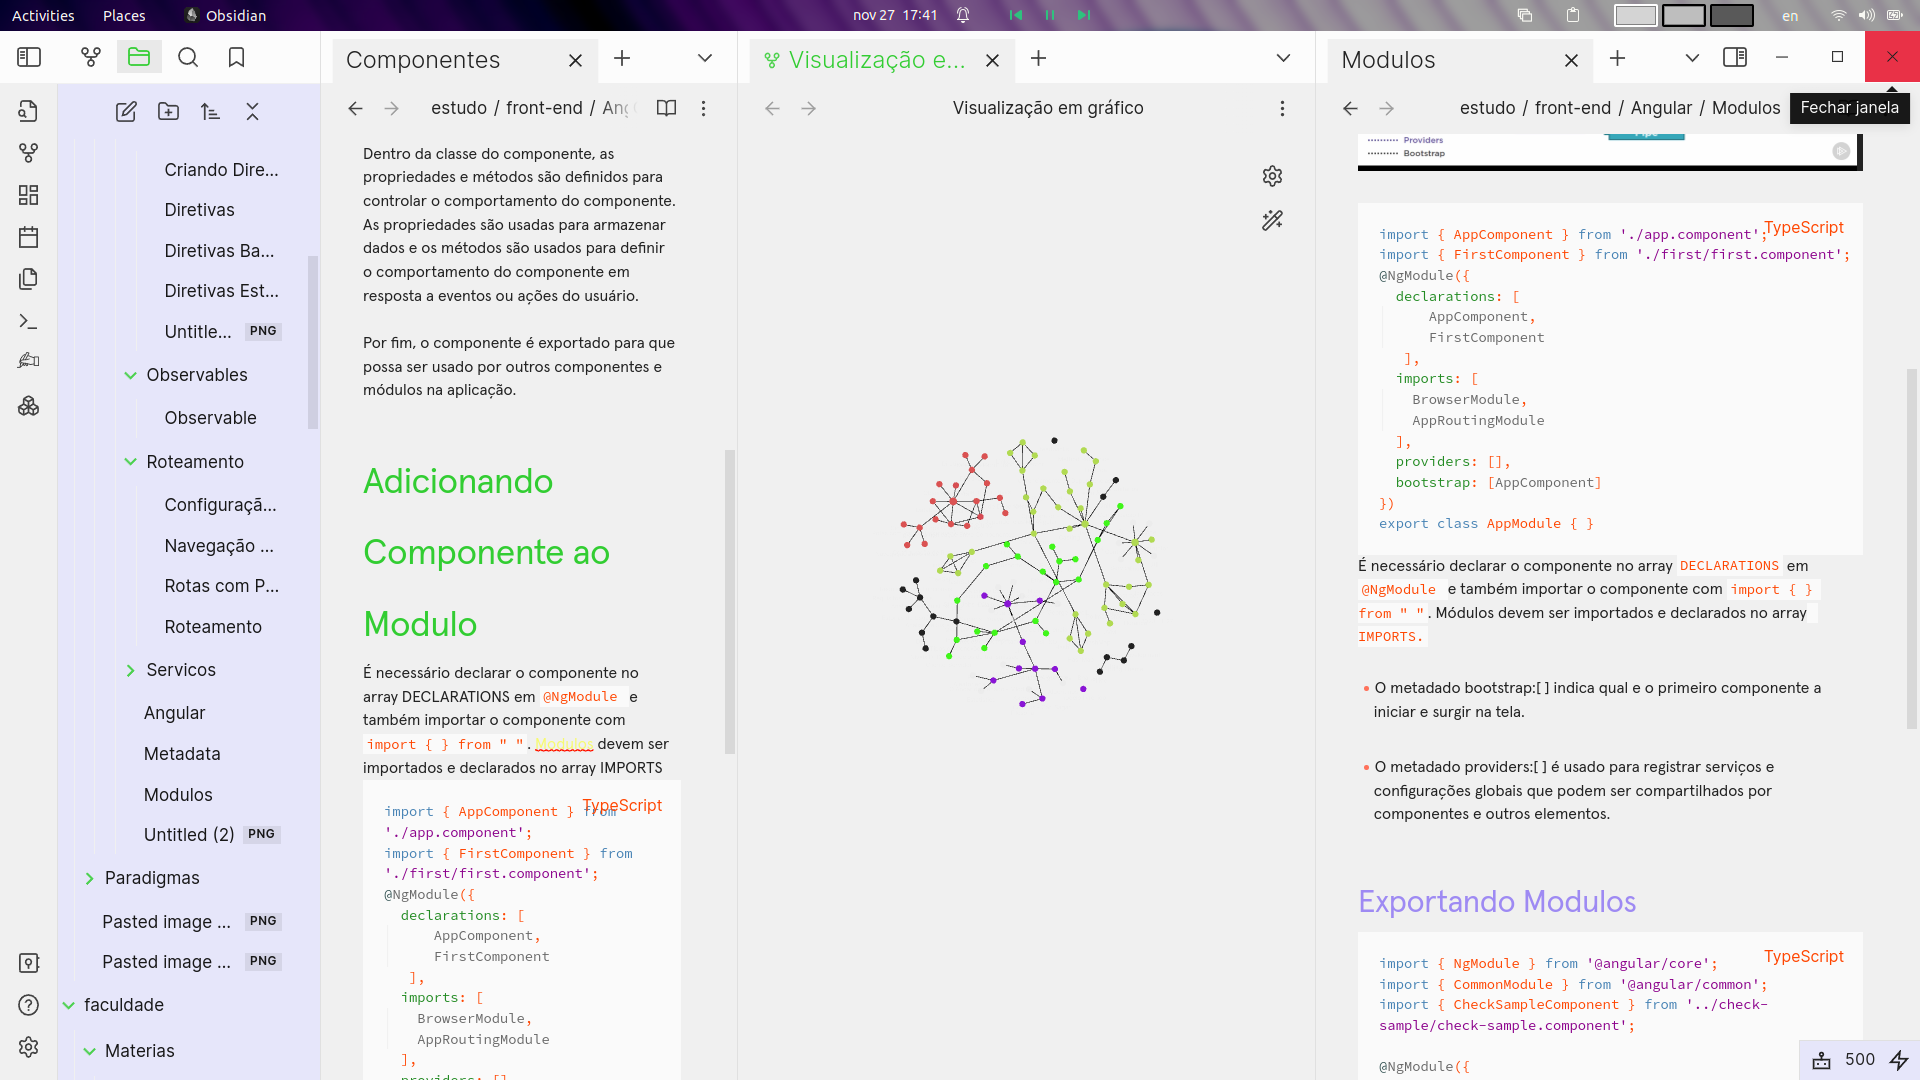 Activities Places Obsidian nov 27 17:41 en
Componentes
Visualização e...
Modulos
Fechar janela
Criando Dire...
Diretivas
Diretivas Ba...
Diretivas Est...
Untitle... PNG
Observables
Observable
Roteamento
Configuraçã...
Navegação ...
Rotas com P...
Roteamento
Servicos
Angular
Metadata
Modulos
Untitled (2) PNG
Paradigmas
Pasted image ... PNG
Pasted image ... PNG
faculdade
Materias
estudo / front-end / Ang
Dentro da classe do componente, as
propriedades e métodos são definidos para
controlar o comportamento do componente.
As propriedades são usadas para armazenar
dados e os métodos são usados para definir
o comportamento do componente em
resposta a eventos ou ações do usuário.
Por fim, o componente é exportado para que
possa ser usado por outros componentes e
módulos na aplicação.
Adicionando
Componente ao
Modulo
É necessário declarar o componente no
array DECLARATIONS em @NgModule e
também importar o componente com
import { } from " " . Modulos devem ser
importados e declarados no array IMPORTS
TypeScript
import { AppComponent } from
'./app.component';
import { FirstComponent } from
'./first/first.component';
@NgModule({
declarations: [
AppComponent,
FirstComponent
],
imports: [
BrowserModule,
AppRoutingModule
],
providers: []
Visualização em gráfico
estudo / front-end / Angular / Modulos
Providers
Bootstrap
TypeScript
import { AppComponent } from './app.component';
import { FirstComponent } from './first/first.component';
@NgModule({
declarations: [
AppComponent,
FirstComponent
],
imports: [
BrowserModule,
AppRoutingModule
],
providers: [],
bootstrap: [AppComponent]
})
export class AppModule { }
É necessário declarar o componente no array DECLARATIONS em
@NgModule e também importar o componente com import { }
from " " . Módulos devem ser importados e declarados no array
IMPORTS.
O metadado bootstrap:[ ] indica qual e o primeiro componente a
iniciar e surgir na tela.
O metadado providers:[ ] é usado para registrar serviços e
configurações globais que podem ser compartilhados por
componentes e outros elementos.
Exportando Modulos
TypeScript
import { NgModule } from '@angular/core';
import { CommonModule } from '@angular/common';
import { CheckSampleComponent } from '../check-
sample/check-sample.component';
@NgModule({
500